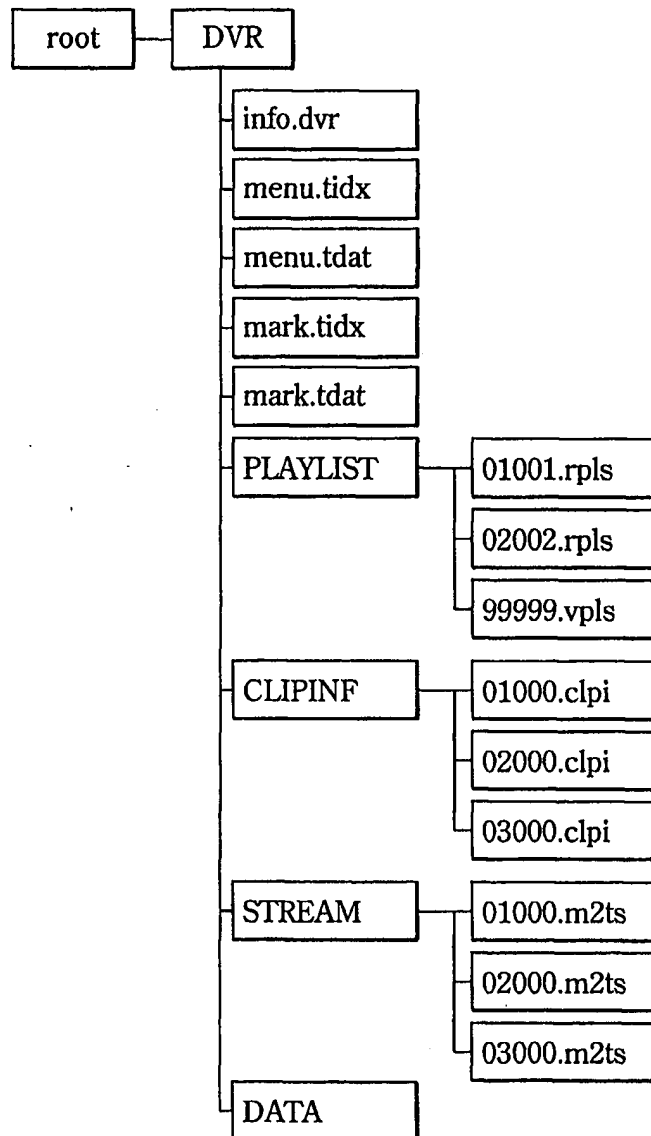 root
DVR
info.dvr
menu.tidx
menu.tdat
mark.tidx
mark.tdat
PLAYLIST
01001.rpls
02002.rpls
99999.vpls
CLIPINF
01000.clpi
02000.clpi
03000.clpi
STREAM
01000.m2ts
02000.m2ts
03000.m2ts
DATA